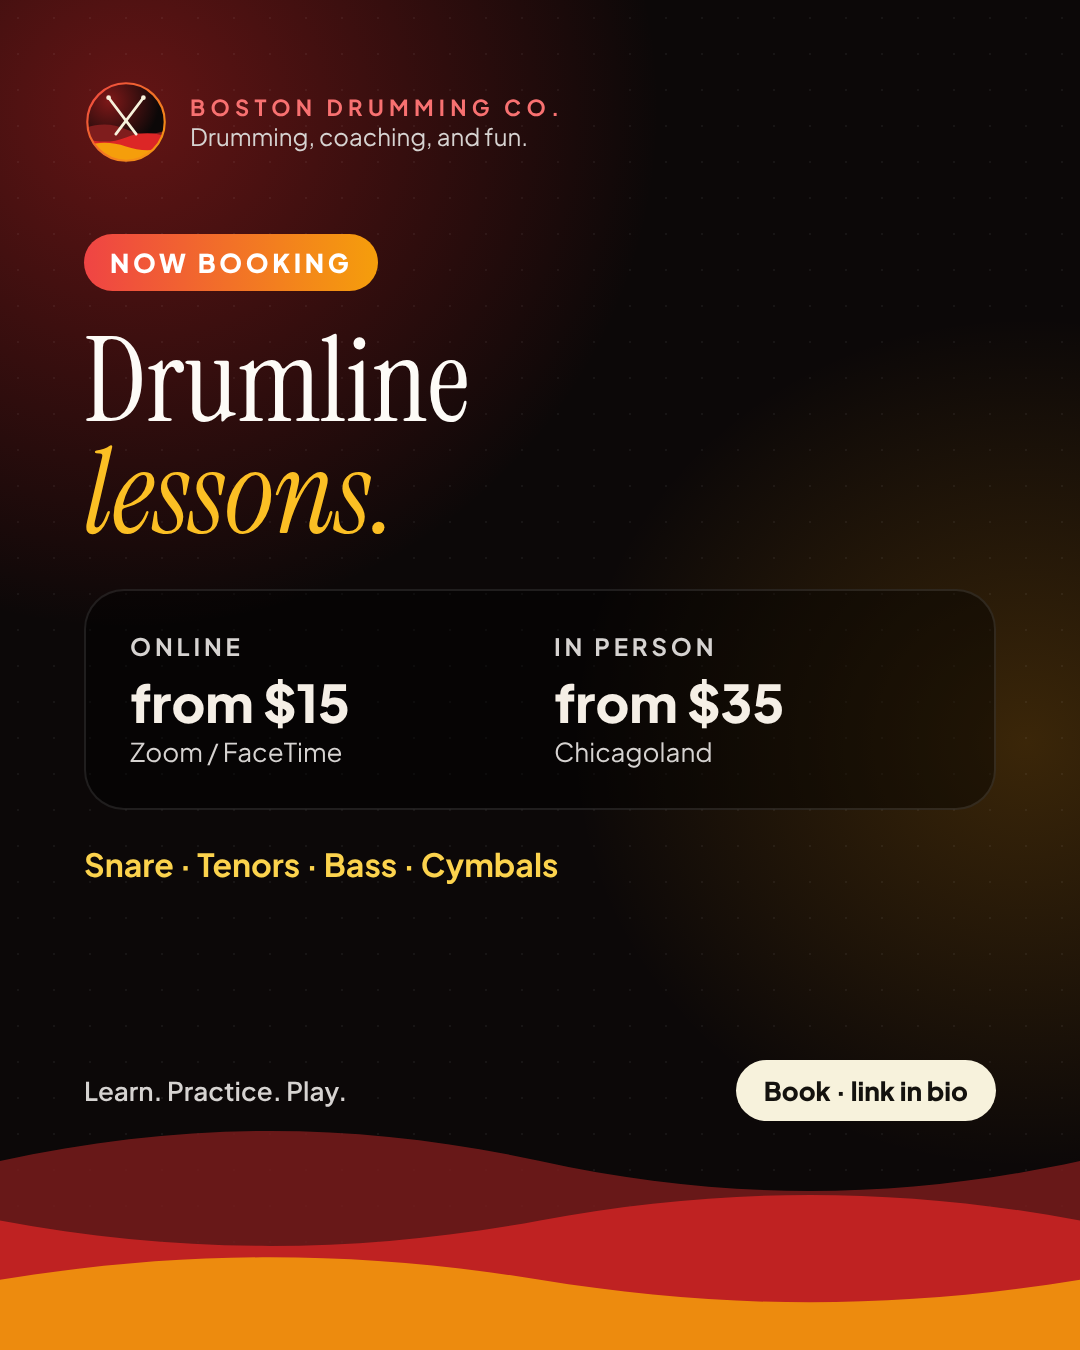 BOSTON DRUMMING CO.
Drumming, coaching, and fun.
NOW BOOKING
Drumline
lessons.
ONLINE
from $15
Zoom / FaceTime
IN PERSON
from $35
Chicagoland
Snare · Tenors · Bass · Cymbals
Learn. Practice. Play.
Book · link in bio